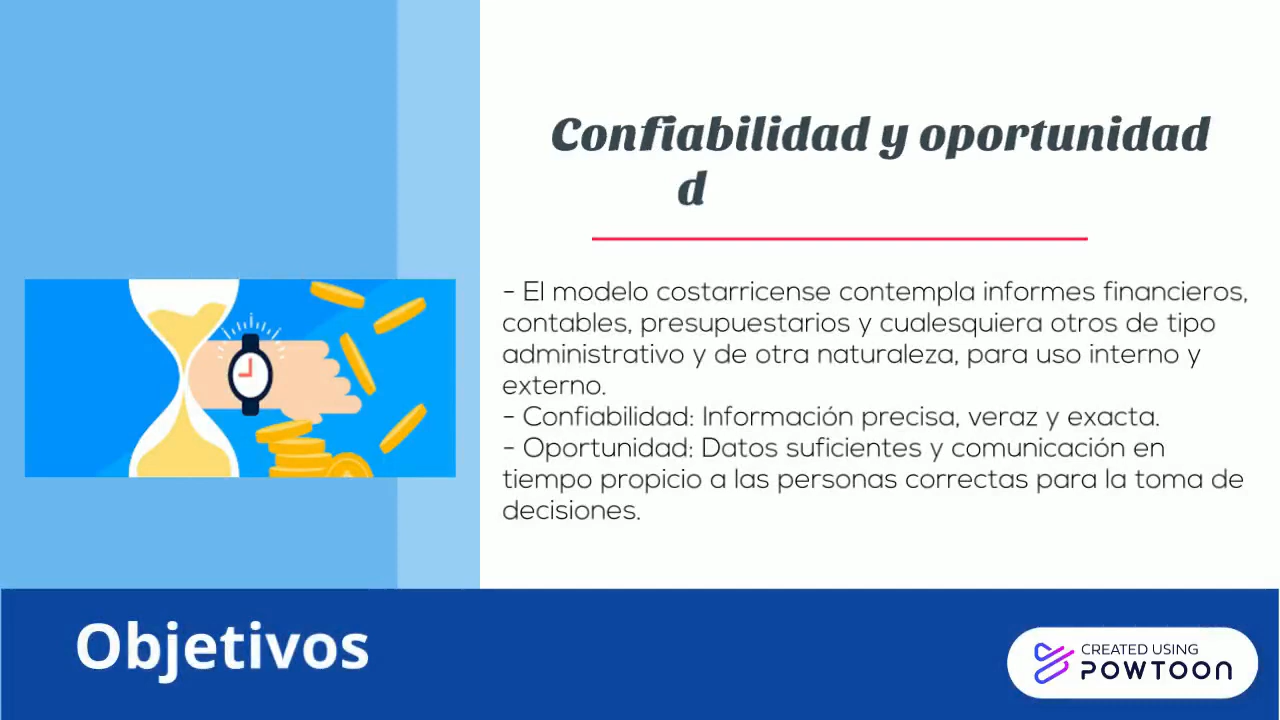 Confiabilidad y oportunidad
d
- El modelo costarricense contempla informes financieros,
contables, presupuestarios y cualesquiera otros de tipo
administrativo y de otra naturaleza, para uso interno y
externo.
- Confiabilidad: Información precisa, veraz y exacta.
- Oportunidad: Datos suficientes y comunicación en
tiempo propicio a las personas correctas para la toma de
decisiones.
Objetivos
CREATED USING
POWTOON